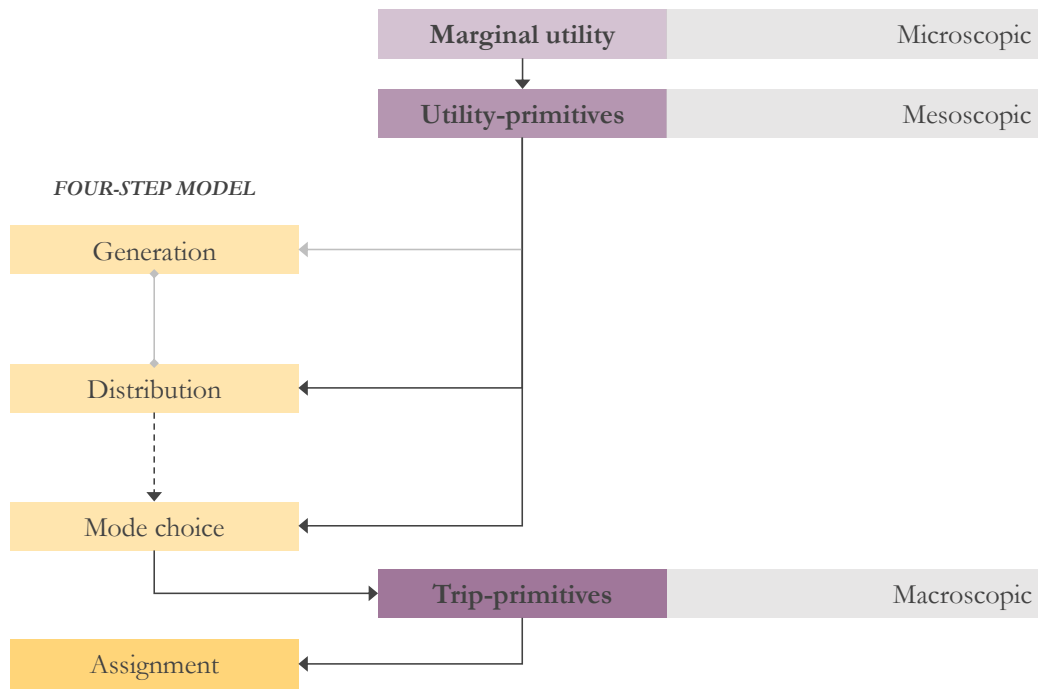 Marginal utility
Microscopic
Utility-primitives
Mesoscopic
FOUR-STEP MODEL
Generation
Distribution
Mode choice
Trip-primitives
Macroscopic
Assignment